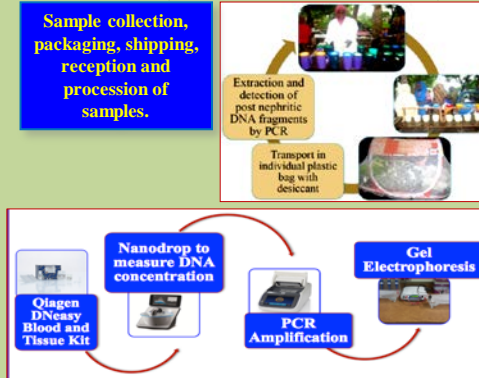 Sample collection,
packaging, shipping,
reception and
procession of
samples.
Extraction and
detection of
post nephritic
DNA fragments
by PCR
Transport in
individual plastic
bag with
desiccant
Nanodrop to
measure DNA
concentration
Gel
Electrophoresis
Qiagen
DNeasy
Blood and
Tissue Kit
PCR
Amplification